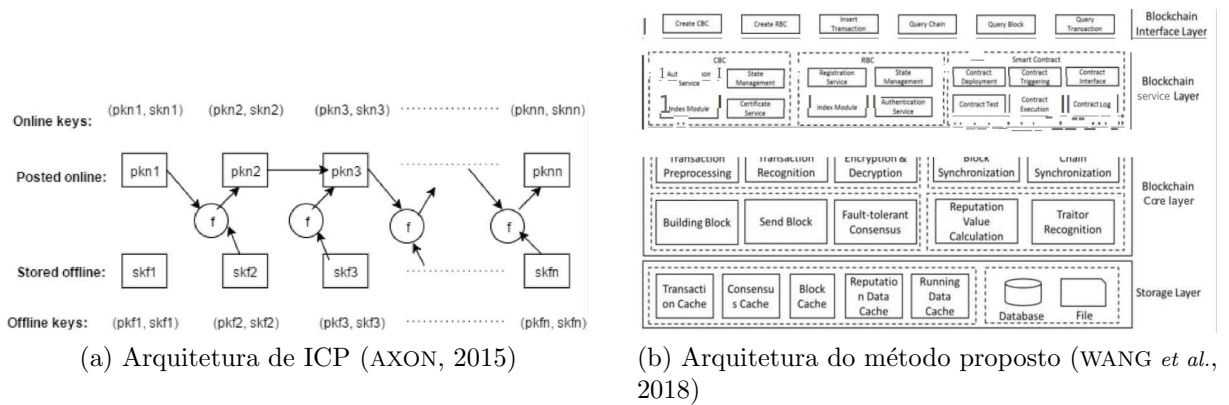 (pkn1, skn1) (pkn2, skn2) (pkn3, skn3) (pknn, sknn)
Online keys:
Posted online: pkn1 pkn2 pkn3 pknn
f f f f
Stored offline: skf1 skf2 skf3 skfn
Offline keys: (pkf1, skf1) (pkf2, skf2) (pkf3, skf3) (pkfn, skfn)
(a) Arquitetura de ICP (AXON, 2015)
Create CBC Create RBC Insert Transaction Query Chain Query Block Query Transaction
Blockchain Interface Layer
CBC
Service
State Management
Index Module
Certificate Service
RBC
Registration Service
State Management
Index Module
Authentication Service
Smart Contract
Contract Deployment
Contract Triggering
Contract Interface
Contract Test
Contract Execution
Contract Log
Blockchain service Layer
Transaction Preprocessing
Transaction Recognition
Encryption & Decryption
Block Synchronization
Chain Synchronization
Building Block
Send Block
Fault-tolerant Consensus
Reputation Value Calculation
Traitor Recognition
Blockchain Core layer
Transacti on Cache
Consensu s Cache
Block Cache
Reputatio n Data Cache
Running Data Cache
Database
File
Storage Layer
(b) Arquitetura do método proposto (WANG et al., 2018)